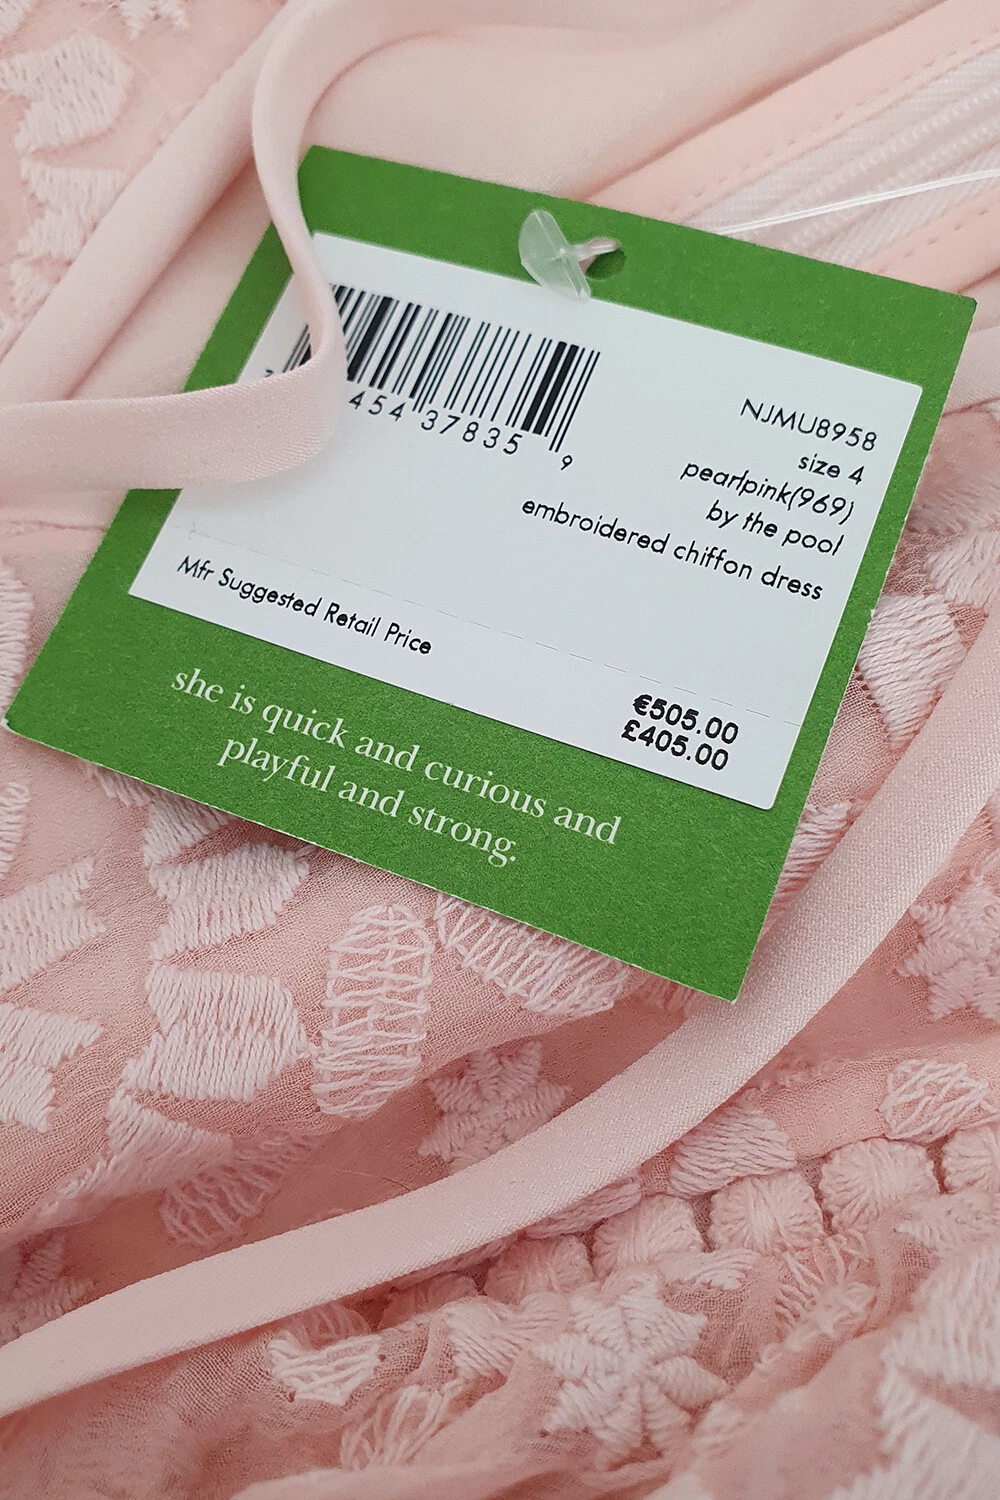 454 37835 9
NJMU8958
size 4
pearlpink(969)
by the pool
embroidered chiffon dress
Mfr Suggested Retail Price
€505.00
£405.00
she is quick and curious and
playful and strong.